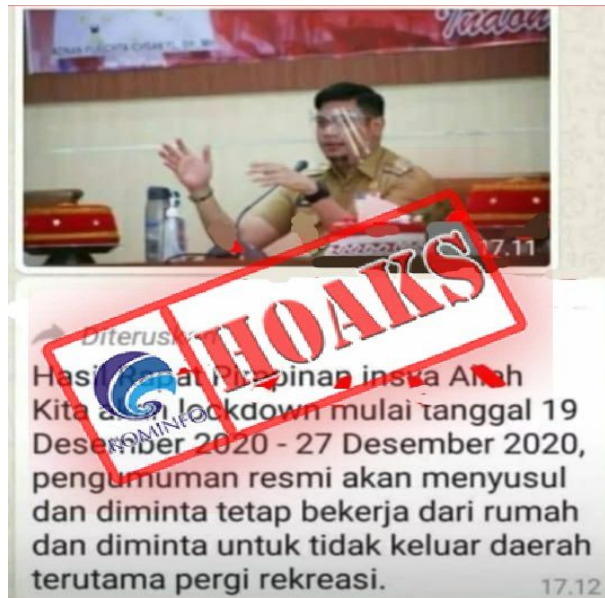 Indon
17.11
Diterusk
HOAKS
KOMINFO
Hasil Rapat Pimpinan insya Allah
Kita akan lockdown mulai tanggal 19
Desember 2020 - 27 Desember 2020,
pengumuman resmi akan menyusul
dan diminta tetap bekerja dari rumah
dan diminta untuk tidak keluar daerah
terutama pergi rekreasi.
17.12